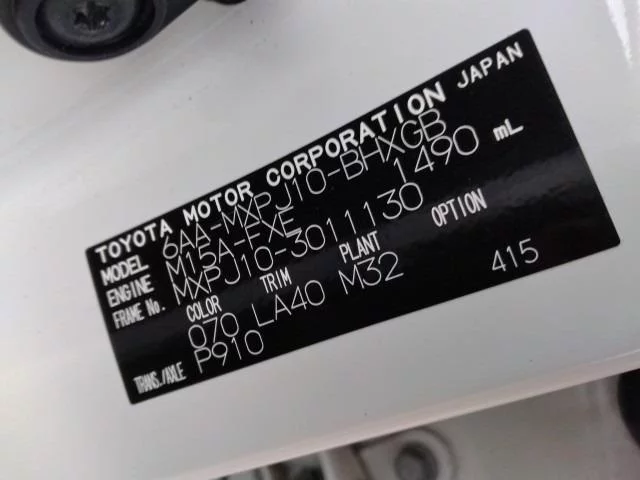 TOYOTA MOTOR CORPORATION JAPAN
MODEL 6AA-MXPJ10-BHXGB
ENGINE M15A-FXE 1490 mL
FRAME No. MXPJ10-3011130
COLOR TRIM PLANT OPTION
070 LA40 M32 415
TRANS./AXLE P910